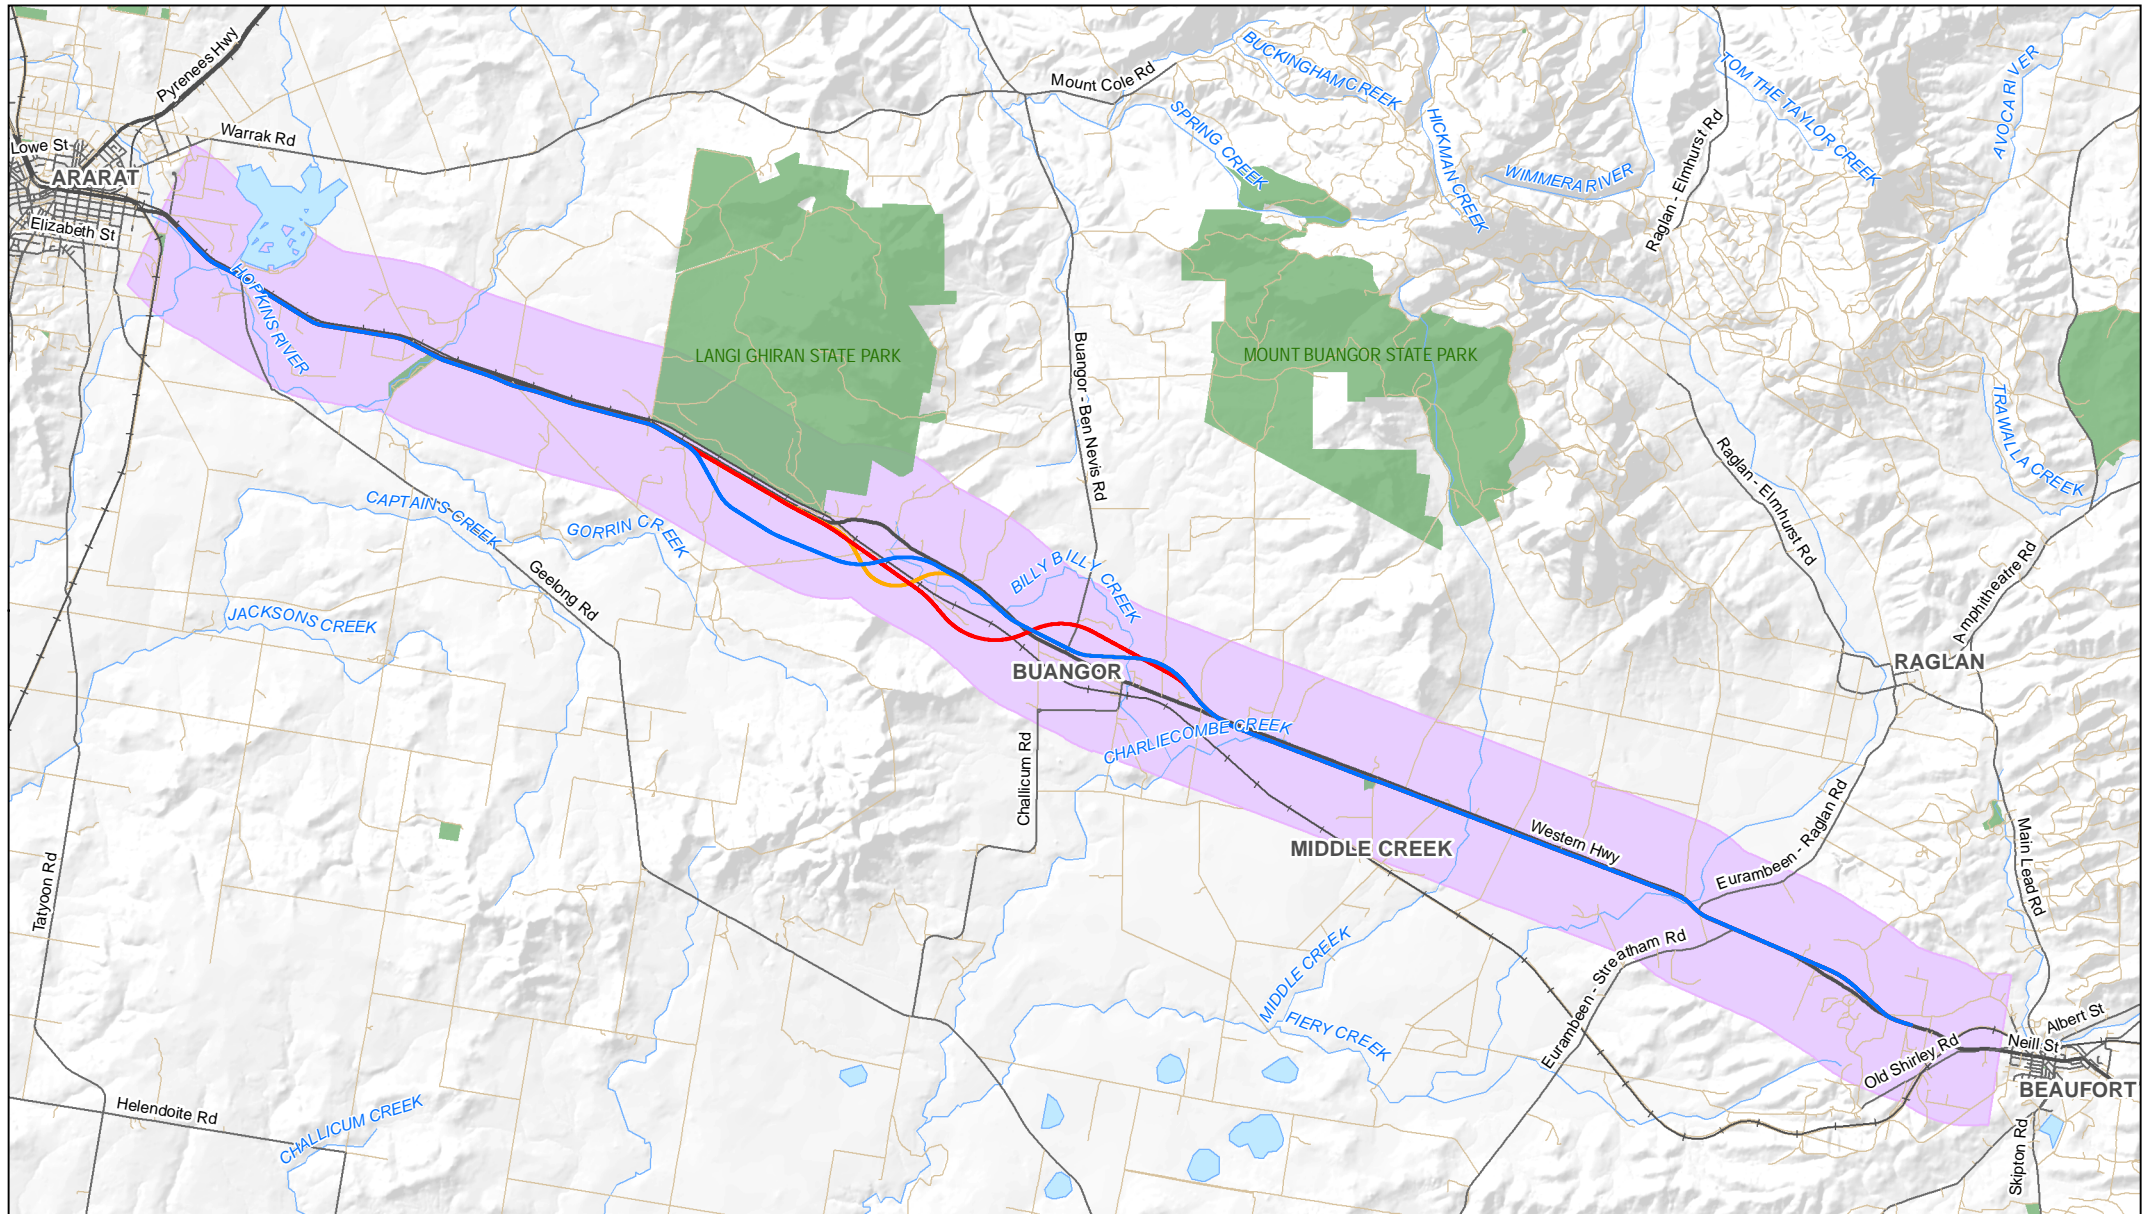 Pyrenees Hwy
BUCKINGHAM CREEK
TOM THE TAYLOR CREEK
AVOCA RIVER
Mount Cole Rd
SPRING CREEK
HICKMAN CREEK
Raglan - Elmhurst Rd
Warrak Rd
Lowe St
ARARAT
WIMMERA RIVER
Elizabeth St
HOPKINS RIVER
LANGI GHIRAN STATE PARK
Buangor - Ben Nevis Rd
MOUNT BUANGOR STATE PARK
TRAWALLA CREEK
Raglan - Elmhurst Rd
CAPTAINS CREEK
GORRIN CREEK
Geelong Rd
BILLY BILLY CREEK
Amphitheatre Rd
JACKSONS CREEK
BUANGOR
RAGLAN
CHARLIECOMBE CREEK
Challicum Rd
Western Hwy
MIDDLE CREEK
Eurambeen - Raglan Rd
Main Lead Rd
Tatyoon Rd
Eurambeen - Streatham Rd
MIDDLE CREEK
FIERY CREEK
Albert St
Neill St
Old Shirley Rd
BEAUFORT
Helendoite Rd
CHALLICUM CREEK
Skipton Rd